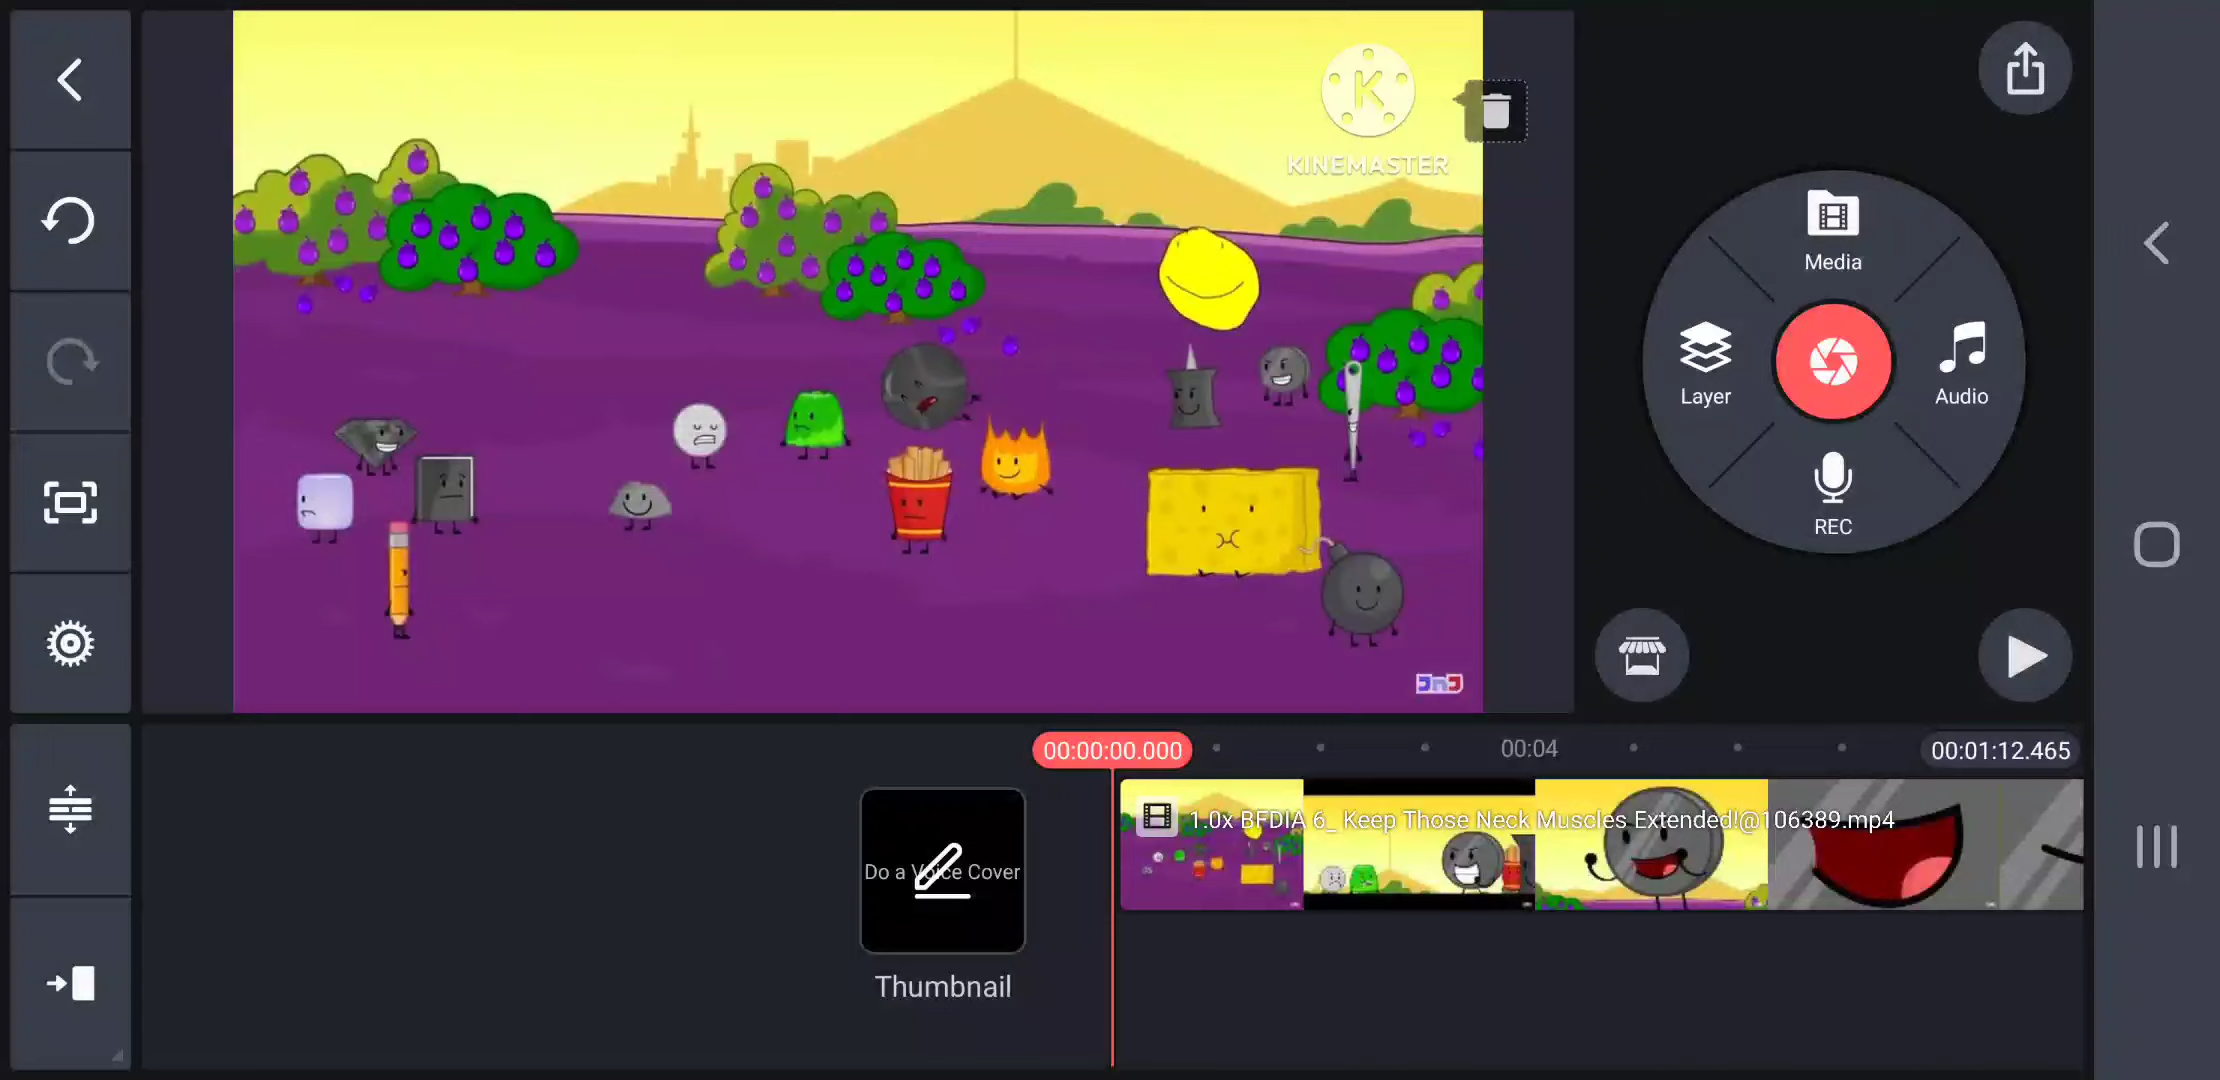 K
KINEMASTER
Media
Layer
Audio
REC
00:00:00.000
00:04
00:01:12.465
1.0x BFDIA 6_ Keep Those Neck Muscles Extended!@106389.mp4
Do a Voice Cover
Thumbnail